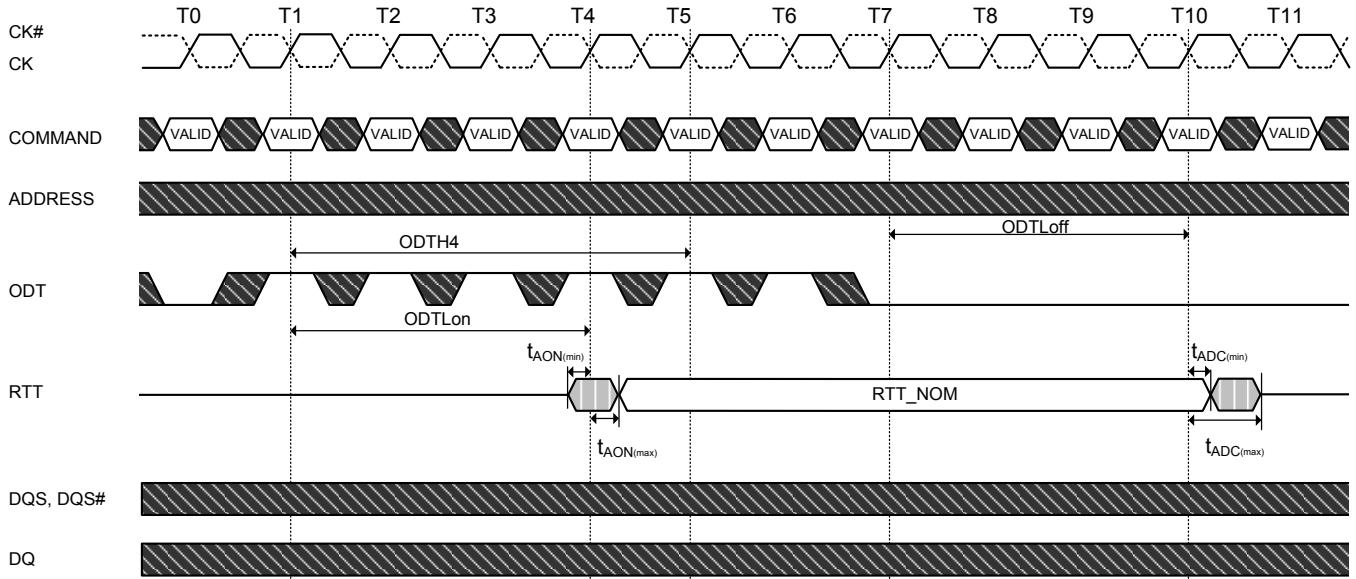 T0 T1 T2 T3 T4 T5 T6 T7 T8 T9 T10 T11
CK#
CK
COMMAND VALID VALID VALID VALID VALID VALID VALID VALID VALID VALID VALID VALID
ADDRESS
ODTLoff
ODTH4
ODT
ODTLon
tAON(min) tADC(min)
RTT RTT_NOM
tAON(max) tADC(max)
DQS, DQS#
DQ